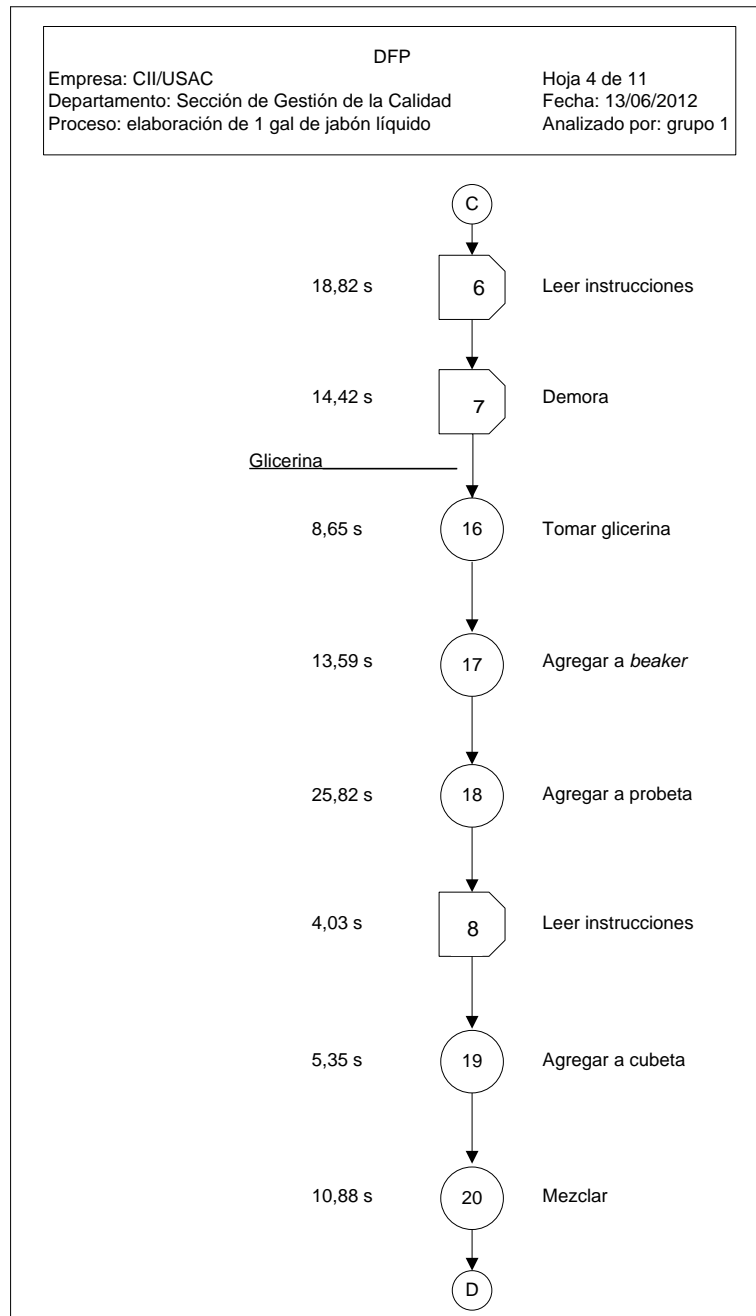 DFP
Empresa: CII/USAC Hoja 4 de 11
Departamento: Sección de Gestión de la Calidad Fecha: 13/06/2012
Proceso: elaboración de 1 gal de jabón líquido Analizado por: grupo 1
C
18,82 s 6 Leer instrucciones
14,42 s 7 Demora
Glicerina
8,65 s 16 Tomar glicerina
13,59 s 17 Agregar a beaker
25,82 s 18 Agregar a probeta
4,03 s 8 Leer instrucciones
5,35 s 19 Agregar a cubeta
10,88 s 20 Mezclar
D